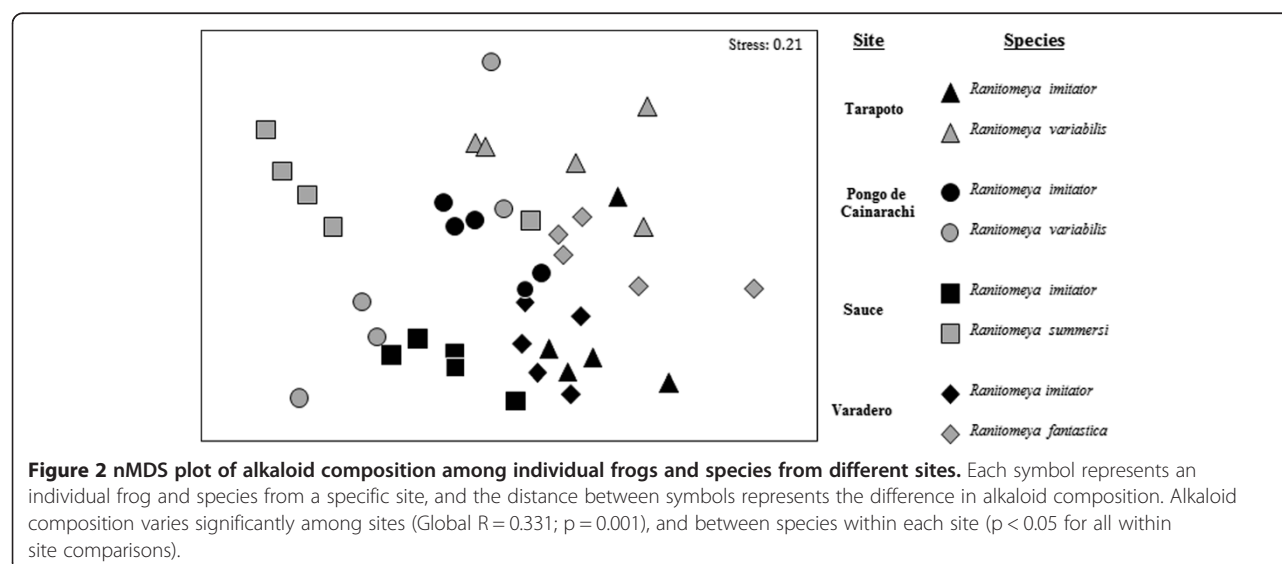 Stress: 0.21
Site Species
Tarapoto
Ranitomeya imitator
Ranitomeya variabilis
Pongo de
Cainarachi
Ranitomeya imitator
Ranitomeya variabilis
Sauce
Ranitomeya imitator
Ranitomeya summersi
Varadero
Ranitomeya imitator
Ranitomeya fantastica
Figure 2 nMDS plot of alkaloid composition among individual frogs and species from different sites. Each symbol represents an
individual frog and species from a specific site, and the distance between symbols represents the difference in alkaloid composition. Alkaloid
composition varies significantly among sites (Global R = 0.331; p = 0.001), and between species within each site (p < 0.05 for all within
site comparisons).